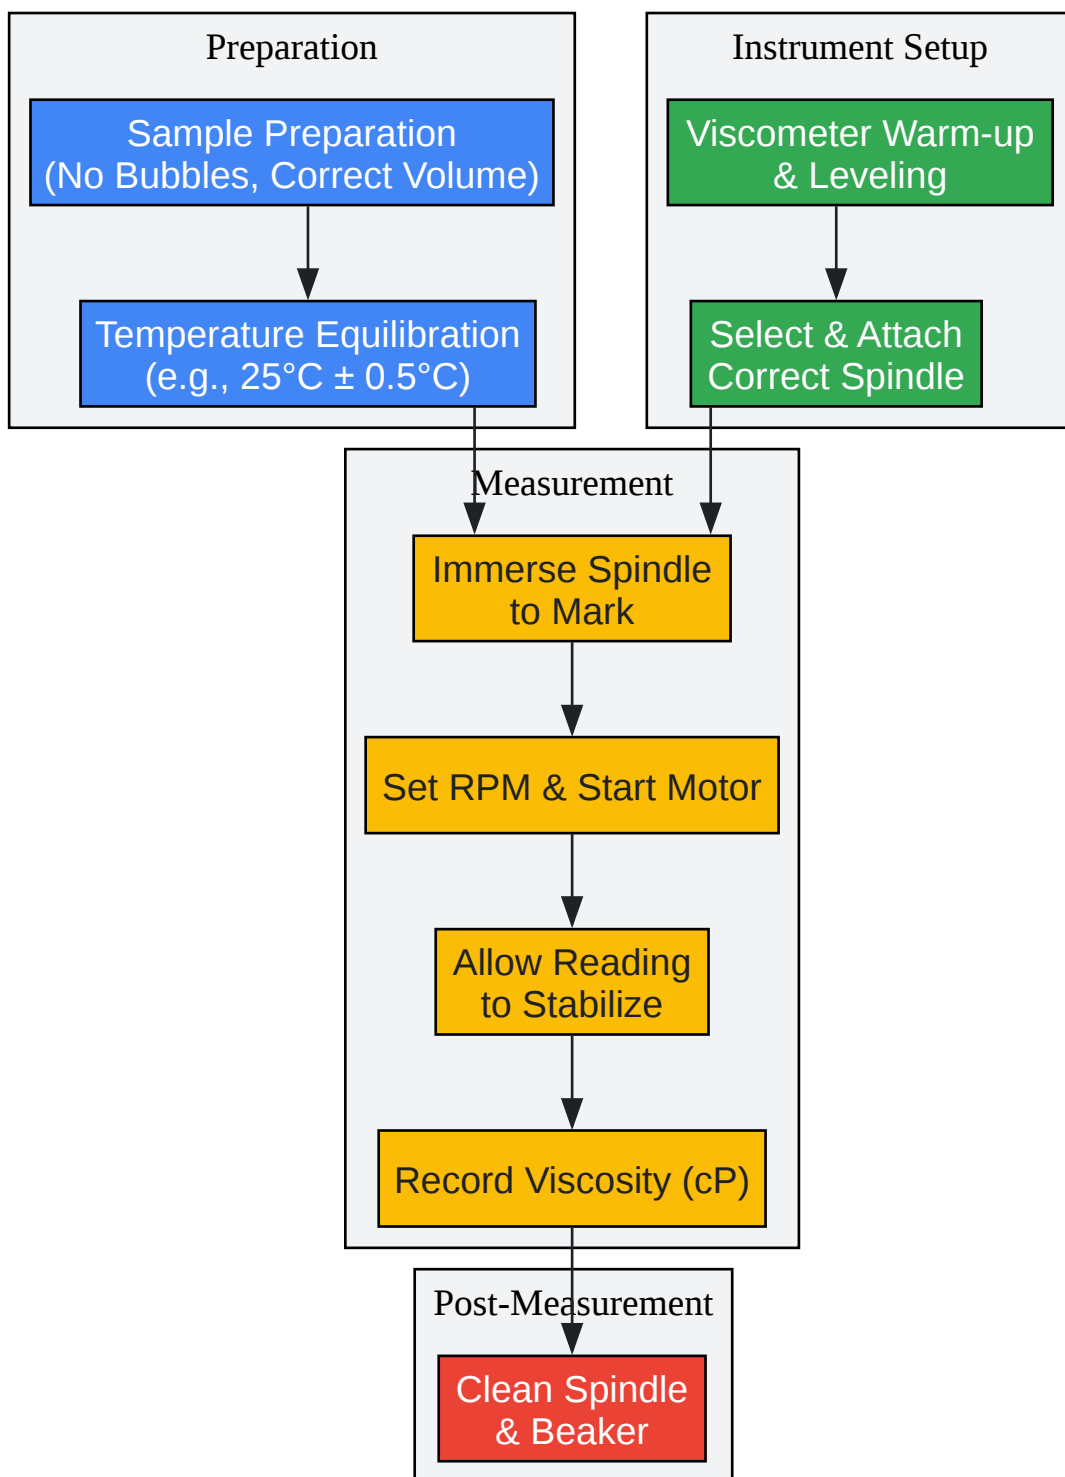 Preparation
Sample Preparation
(No Bubbles, Correct Volume)
Temperature Equilibration
(e.g., 25°C ± 0.5°C)
Instrument Setup
Viscometer Warm-up
& Leveling
Select & Attach
Correct Spindle
Measurement
Immerse Spindle
to Mark
Set RPM & Start Motor
Allow Reading
to Stabilize
Record Viscosity (cP)
Post-Measurement
Clean Spindle
& Beaker